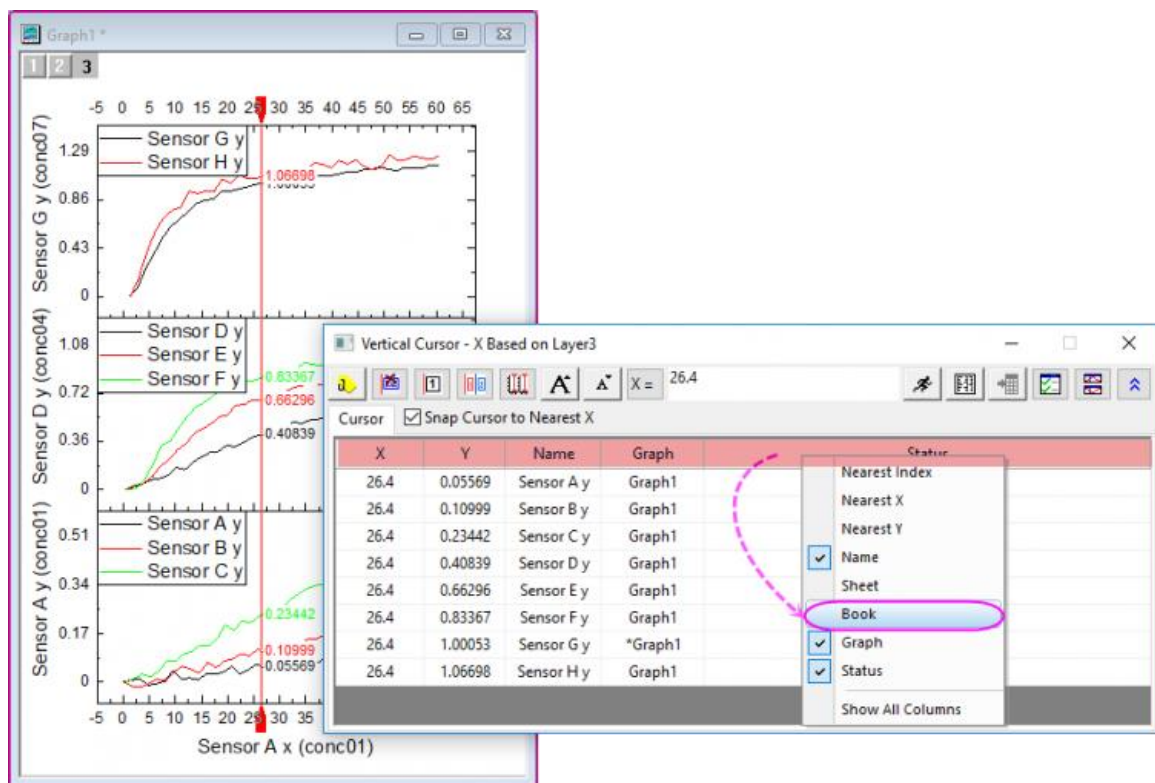 Graph1 *
1 2 3
-5 0 5 10 15 20 25 30 35 40 45 50 55 60 65
Sensor G y
Sensor H y
1.29
0.86
0.43
0
Sensor G y (conc07)
1.06698
Sensor D y
Sensor E y
Sensor F y
1.08
0.72
0.36
0
Sensor D y (conc04)
0.83367
0.66296
0.40839
Sensor A y
Sensor B y
Sensor C y
0.51
0.34
0.17
0
Sensor A y (conc01)
0.23442
0.10999
0.05569
-5 0 5 10 15 20 25 30 35
Sensor A x (conc01)
Vertical Cursor - X Based on Layer3
X = 26.4
Cursor Snap Cursor to Nearest X
X Y Name Graph Status
26.4 0.05569 Sensor A y Graph1
26.4 0.10999 Sensor B y Graph1
26.4 0.23442 Sensor C y Graph1
26.4 0.40839 Sensor D y Graph1
26.4 0.66296 Sensor E y Graph1
26.4 0.83367 Sensor F y Graph1
26.4 1.00053 Sensor G y *Graph1
26.4 1.06698 Sensor H y Graph1
Nearest Index
Nearest X
Nearest Y
Name
Sheet
Book
Graph
Status
Show All Columns